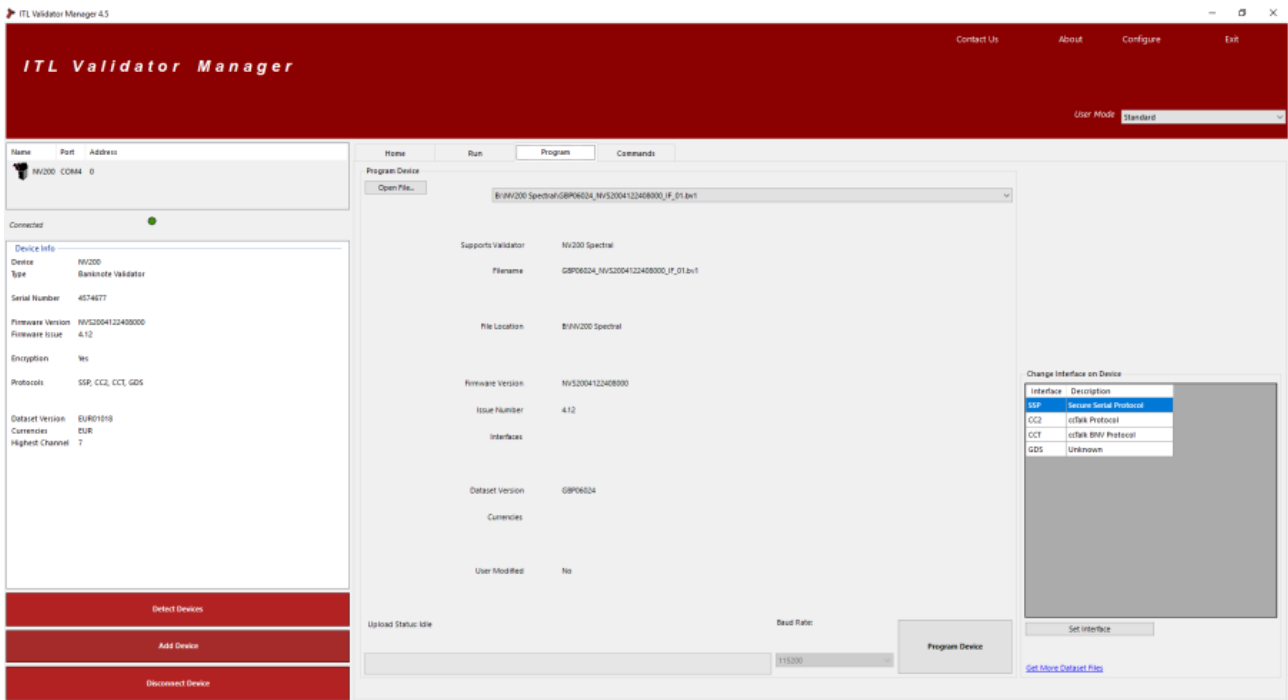 ITL Validator Manager 4.5
Contact Us About Configure Exit
ITL Validator Manager
User Mode Standard
Name Port Address
NV200 COM4 0
Connected
Device Info
Device NV200
Type Banknote Validator
Serial Number 4574677
Firmware Version NVS2004122408000
Firmware Issue 4.12
Encryption Yes
Protocols SSP, CC2, CCT, GDS
Dataset Version EUR01018
Currencies EUR
Highest Channel 7
Detect Devices
Add Device
Disconnect Device
Home Run Program Commands
Program Device
Open File... B:\NV200 Spectral\GBP06024_NVS2004122408000_IF_01.bv1
Supports Validator NV200 Spectral
Filename GBP06024_NVS2004122408000_IF_01.bv1
File Location B:\NV200 Spectral
Firmware Version NVS2004122408000
Issue Number 4.12
Interfaces
Dataset Version GBP06024
Currencies
User Modified No
Upload Status: Idle
Baud Rate:
115200
Program Device
Change Interface on Device
Interface Description
SSP Secure Serial Protocol
CC2 ccTalk Protocol
CCT ccTalk BNV Protocol
GDS Unknown
Set Interface
Get More Dataset Files